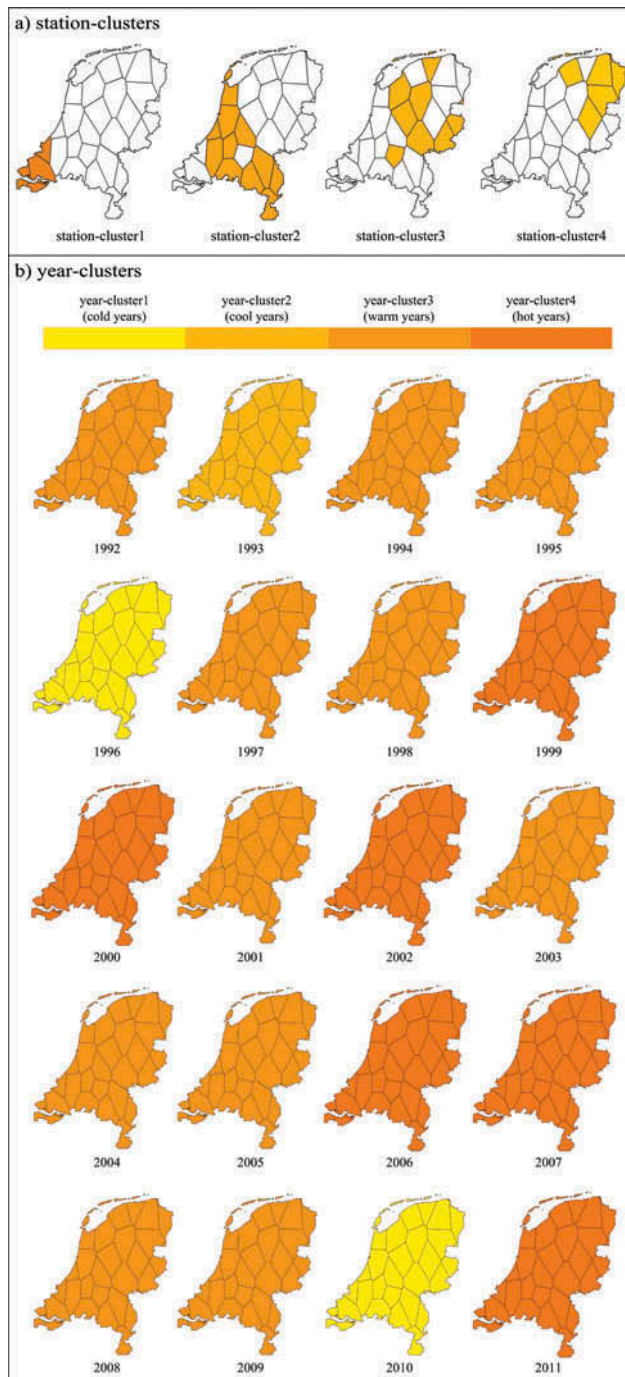 a) station-clusters
station-cluster1 station-cluster2 station-cluster3 station-cluster4
b) year-clusters
year-cluster1 year-cluster2 year-cluster3 year-cluster4
(cold years) (cool years) (warm years) (hot years)
1992 1993 1994 1995
1996 1997 1998 1999
2000 2001 2002 2003
2004 2005 2006 2007
2008 2009 2010 2011